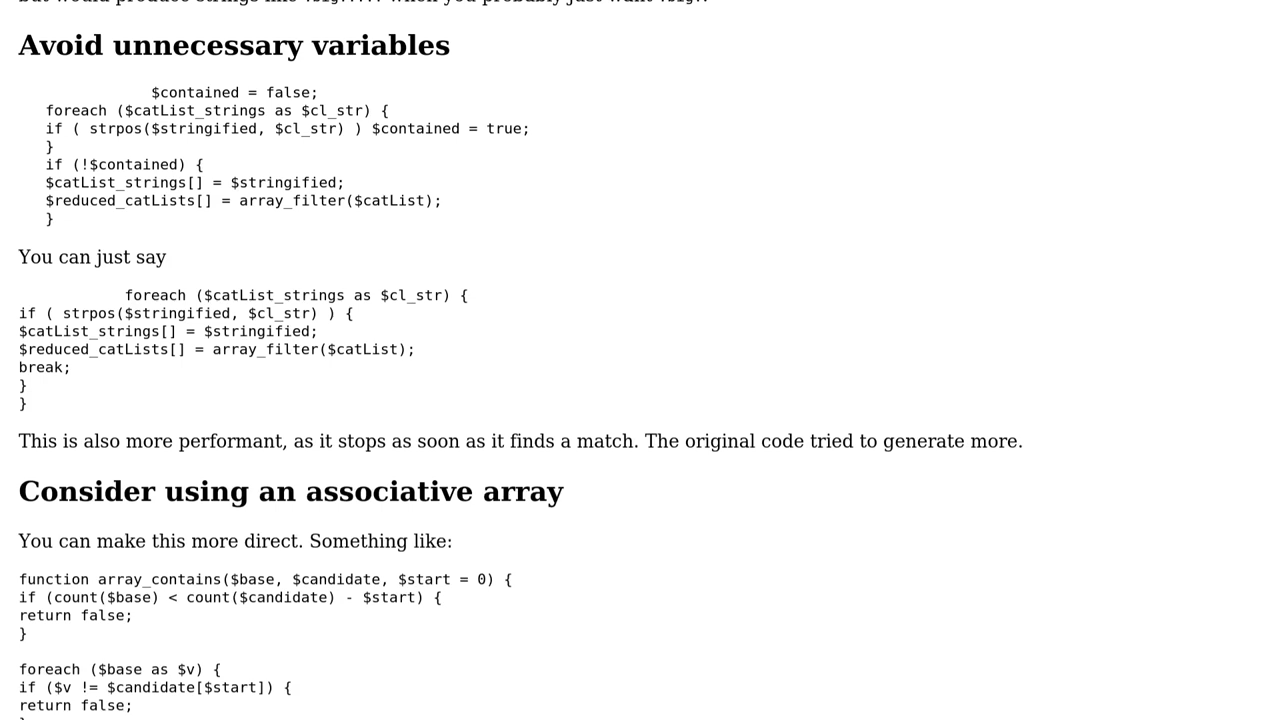 Avoid unnecessary variables
$contained = false;
foreach ($catList_strings as $cl_str) {
if ( strpos($stringified, $cl_str) ) $contained = true;
}
if (!$contained) {
$catList_strings[] = $stringified;
$reduced_catLists[] = array_filter($catList);
}
You can just say
foreach ($catList_strings as $cl_str) {
if ( strpos($stringified, $cl_str) ) {
$catList_strings[] = $stringified;
$reduced_catLists[] = array_filter($catList);
break;
}
}
This is also more performant, as it stops as soon as it finds a match. The original code tried to generate more.
Consider using an associative array
You can make this more direct. Something like:
function array_contains($base, $candidate, $start = 0) {
if (count($base) < count($candidate) - $start) {
return false;
}
foreach ($base as $v) {
if ($v != $candidate[$start]) {
return false;